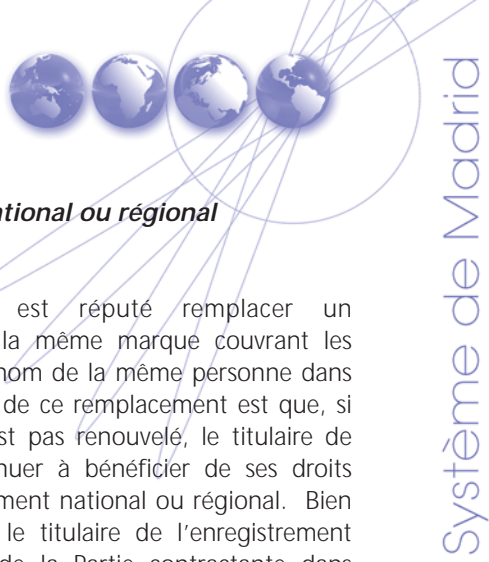 Système de Madrid
ational ou régional
est réputé remplacer un
la même marque couvrant les
nom de la même personne dans
de ce remplacement est que, si
st pas renouvelé, le titulaire de
nuer à bénéficier de ses droits
ment national ou régional. Bien
le titulaire de l'enregistrement
de la Partie contractante dans